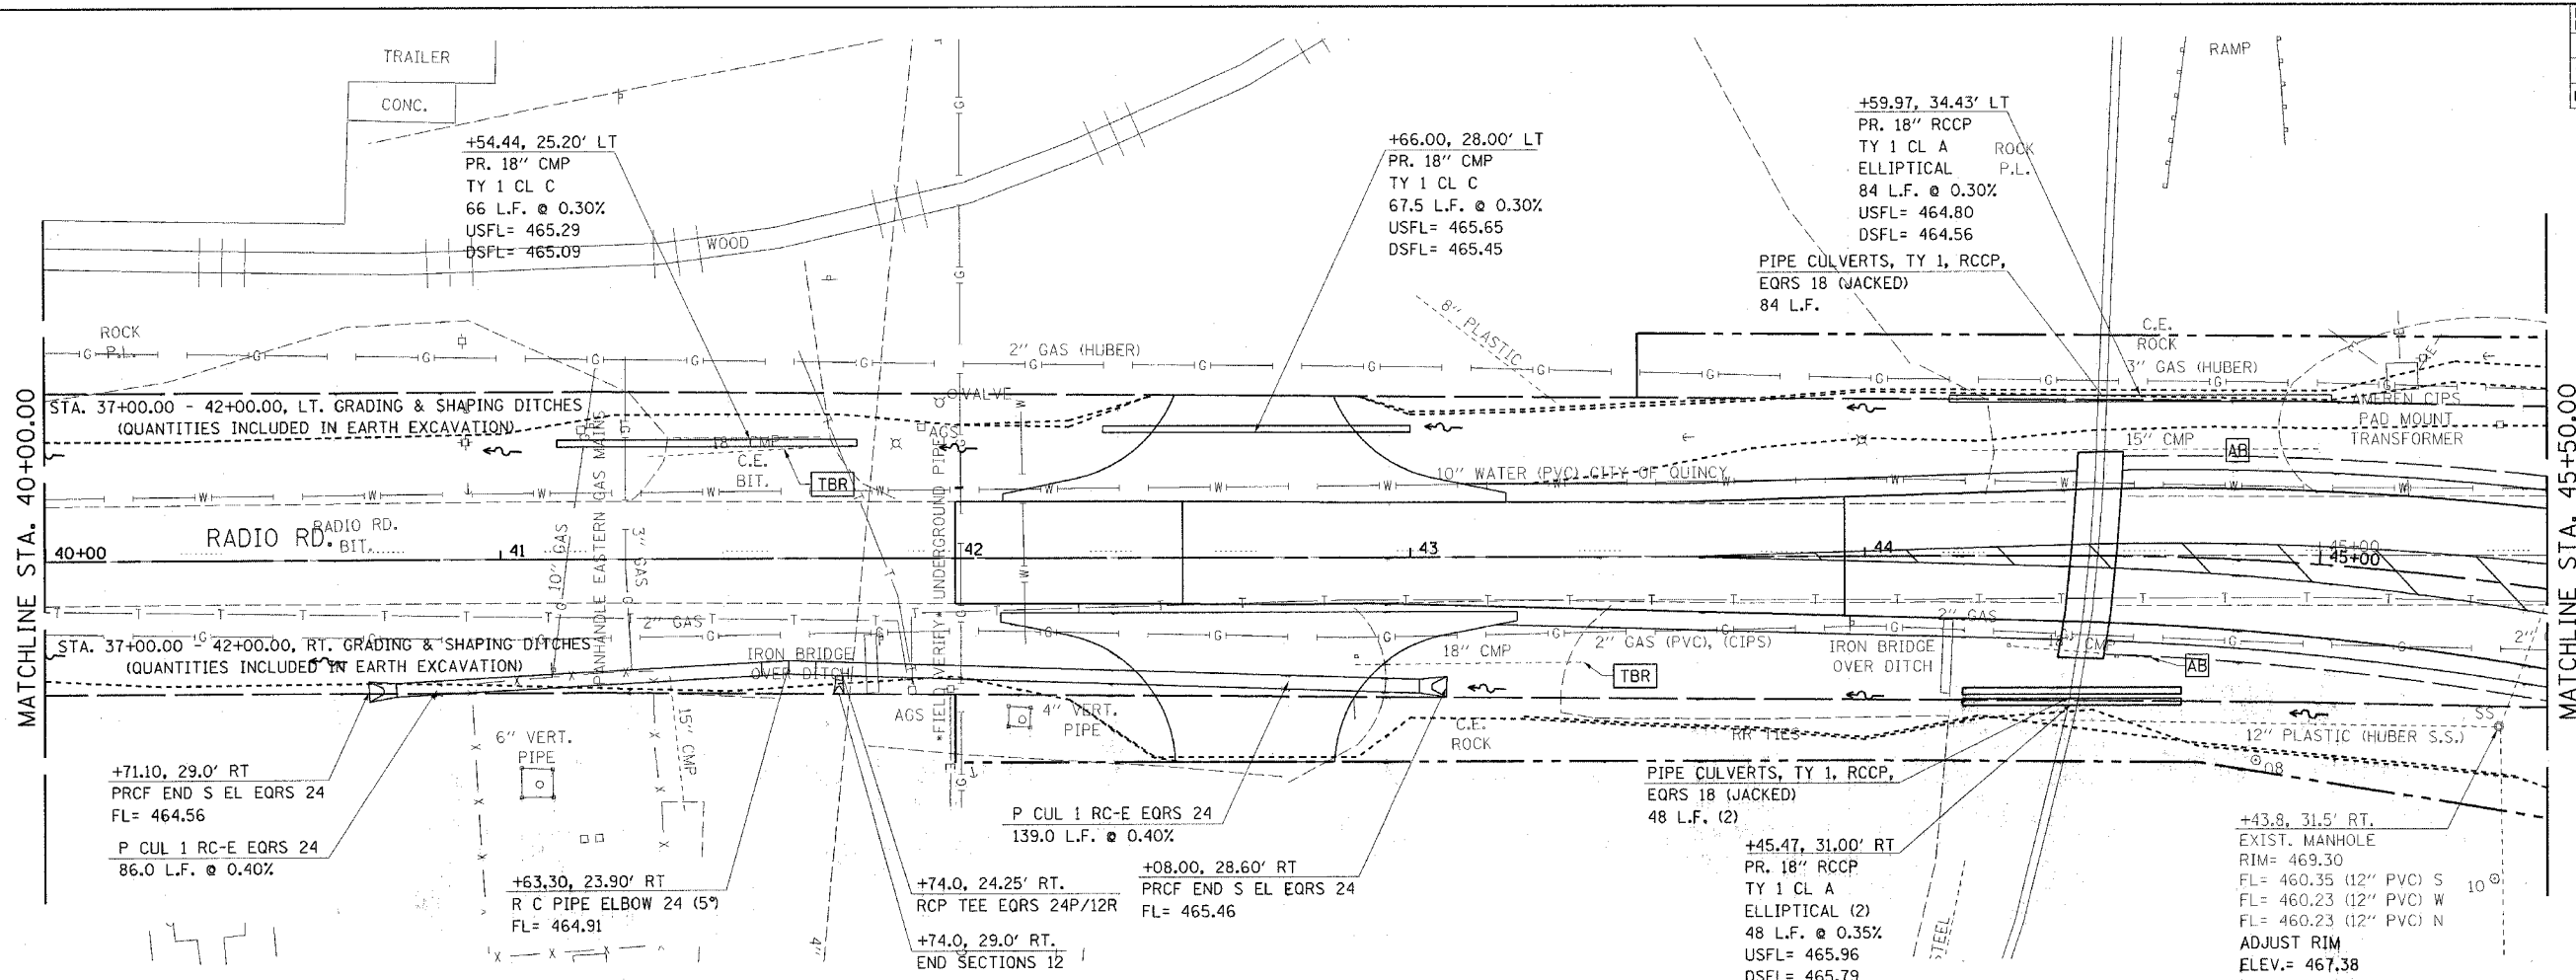 TRAILER
CONC.
RAMP
+54.44, 25.20' LT
PR. 18" CMP
TY 1 CL C
66 L.F. @ 0.30%
USFL= 465.29
DSFL= 465.09
WOOD
+66.00, 28.00' LT
PR. 18" CMP
TY 1 CL C
67.5 L.F. @ 0.30%
USFL= 465.65
DSFL= 465.45
+59.97, 34.43' LT
PR. 18" RCCP
TY 1 CL A
ELLIPTICAL
84 L.F. @ 0.30%
USFL= 464.80
DSFL= 464.56
ROCK
P.L.
PIPE CULVERTS, TY 1, RCCP,
EQRS 18 (JACKED)
84 L.F.
ROCK
P.L.
2" GAS (HUBER)
8" PLASTIC
C.E.
ROCK
3" GAS (HUBER)
VALVE
STA. 37+00.00 - 42+00.00, LT. GRADING & SHAPING DITCHES
(QUANTITIES INCLUDED IN EARTH EXCAVATION)
18" CMP
C.E.
BIT.
TBR
AGS
AMEREN CIPS
PAD MOUNT
TRANSFORMER
15" CMP
AB
10" WATER (PVC) CITY OF QUINCY
MATCHLINE STA. 40+00.00
MATCHLINE STA. 45+50.00
RADIO RD.
RADIO RD.
BIT.
40+00
41
42
43
44
45+00
45+00
10" GAS
3" GAS
PANHANDLE EASTERN GAS MAINS
*FIELD VERIFY* UNDERGROUND PIPE
2" GAS
2" GAS
STA. 37+00.00 - 42+00.00, RT. GRADING & SHAPING DITCHES
(QUANTITIES INCLUDED IN EARTH EXCAVATION)
IRON BRIDGE
OVER DITCH
18" CMP
2" GAS (PVC), (CIPS)
TBR
IRON BRIDGE
OVER DITCH
CMP
AB
2"
AGS
4" VERT.
PIPE
C.E.
ROCK
RR TIES
SS
12" PLASTIC (HUBER S.S.)
6" VERT.
PIPE
15" CMP
+71.10, 29.0' RT
PRCF END S EL EQRS 24
FL= 464.56
P CUL 1 RC-E EQRS 24
86.0 L.F. @ 0.40%
+63.30, 23.90' RT
R C PIPE ELBOW 24 (5°)
FL= 464.91
+74.0, 24.25' RT.
RCP TEE EQRS 24P/12R
+74.0, 29.0' RT.
END SECTIONS 12
P CUL 1 RC-E EQRS 24
139.0 L.F. @ 0.40%
+08.00, 28.60' RT
PRCF END S EL EQRS 24
FL= 465.46
PIPE CULVERTS, TY 1, RCCP,
EQRS 18 (JACKED)
48 L.F. (2)
+45.47, 31.00' RT
PR. 18" RCCP
TY 1 CL A
ELLIPTICAL (2)
48 L.F. @ 0.35%
USFL= 465.96
DSFL= 465.79
+43.8, 31.5' RT.
EXIST. MANHOLE
RIM= 469.30
FL= 460.35 (12" PVC) S
FL= 460.23 (12" PVC) W
FL= 460.23 (12" PVC) N
ADJUST RIM
ELEV.= 467.38
10
4"